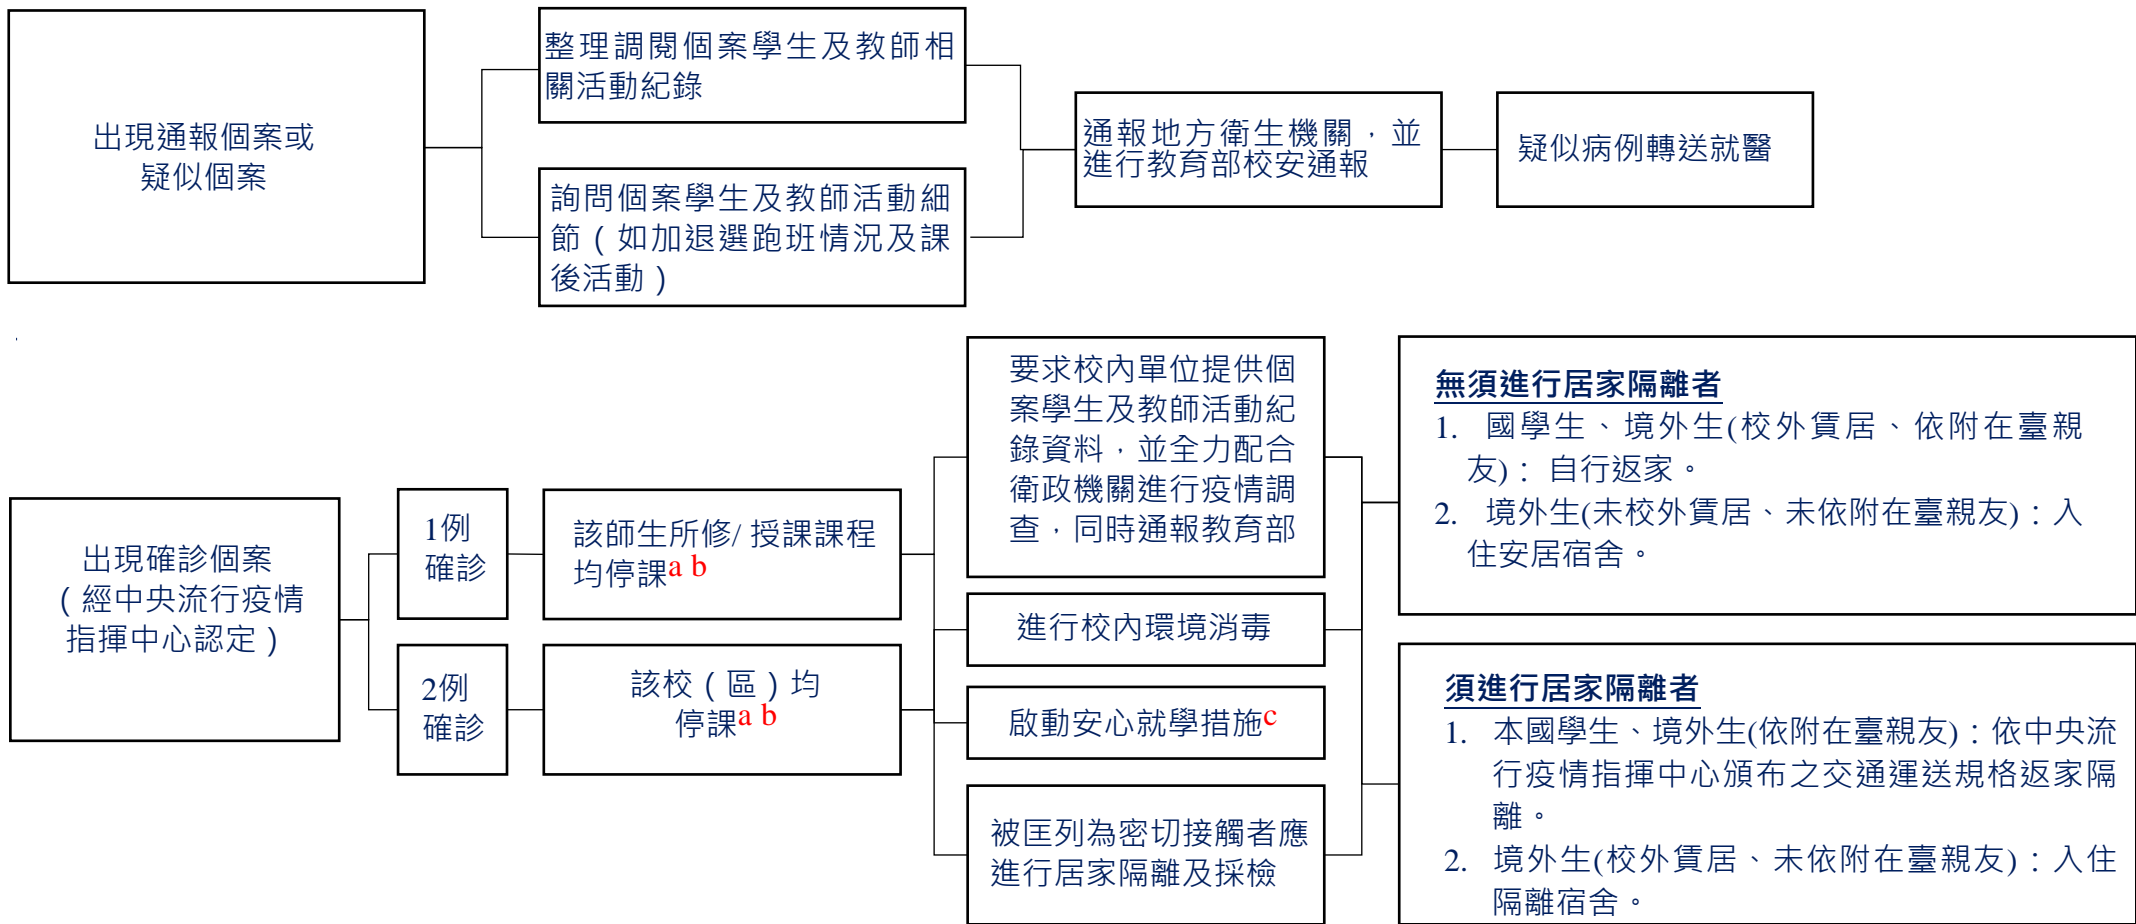 出現通報個案或
疑似個案
整理調閱個案學生及教師相
關活動紀錄
詢問個案學生及教師活動細
節（如加退選跑班情況及課
後活動）
通報地方衛生機關，並
進行教育部校安通報
疑似病例轉送就醫
出現確診個案
（經中央流行疫情
指揮中心認定）
1例
確診
2例
確診
該師生所修/ 授課課程
均停課a b
該校（區）均
停課a b
要求校內單位提供個
案學生及教師活動紀
錄資料，並全力配合
衛政機關進行疫情調
查，同時通報教育部
進行校內環境消毒
啟動安心就學措施c
被匡列為密切接觸者應
進行居家隔離及採檢
無須進行居家隔離者
1. 國學生、境外生(校外賃居、依附在臺親
友)： 自行返家。
2. 境外生(未校外賃居、未依附在臺親友)：入
住安居宿舍。
須進行居家隔離者
1. 本國學生、境外生(依附在臺親友)：依中央流
行疫情指揮中心頒布之交通運送規格返家隔
離。
2. 境外生(校外賃居、未依附在臺親友)：入住
隔離宿舍。